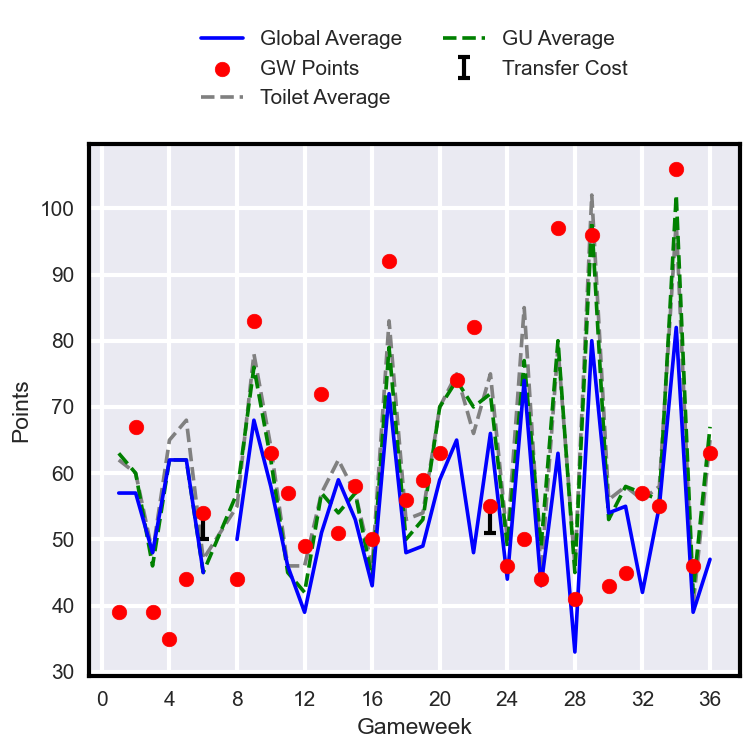 Global Average
GW Points
Toilet Average
GU Average
Transfer Cost
Points
100
90
80
70
60
50
40
30
0 4 8 12 16 20 24 28 32 36
Gameweek